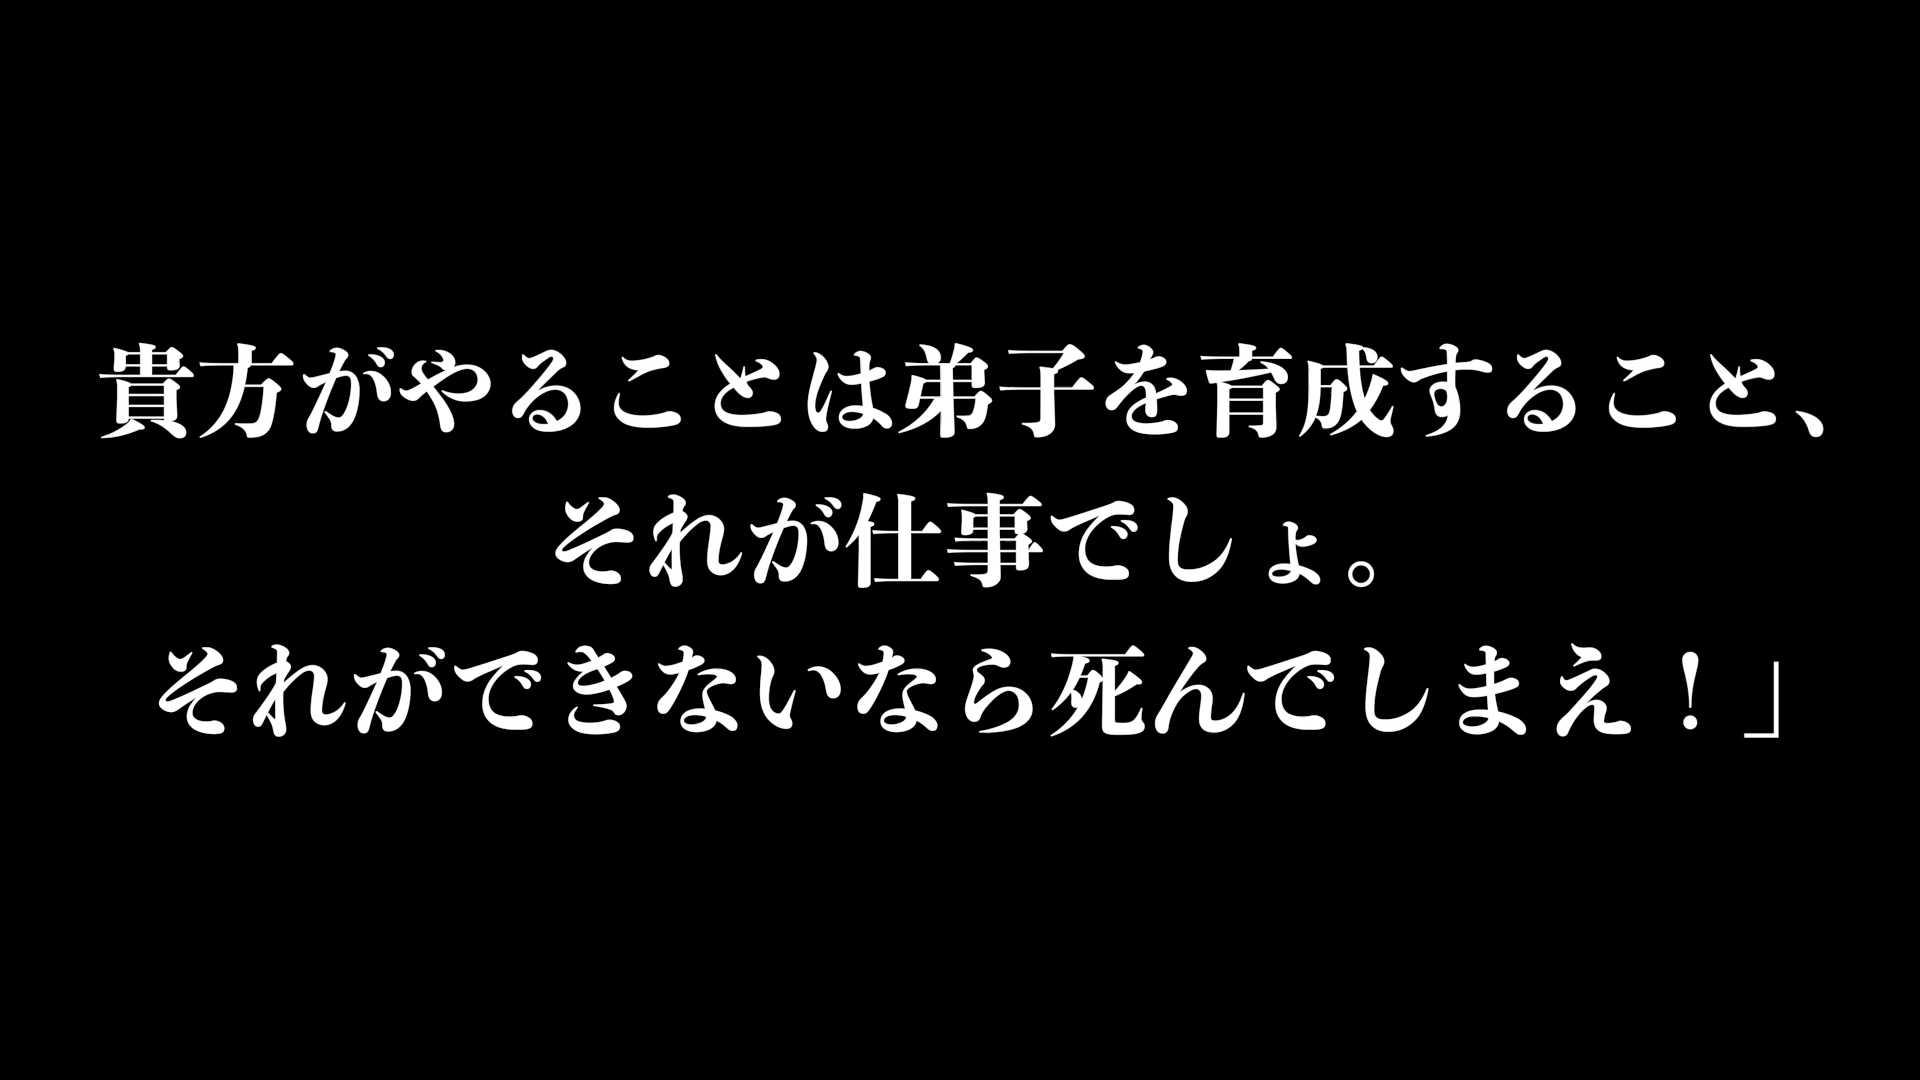 貴方がやることは弟子を育成すること、
それが仕事でしょ。
それができないなら死んでしまえ！」